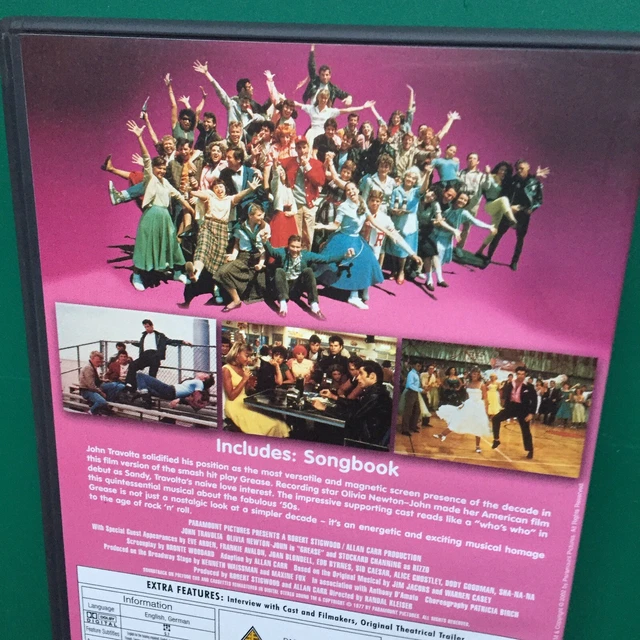 Includes: Songbook
John Travolta solidified his position as the most versatile and magnetic screen presence of the decade in
this film version of the smash hit play Grease. Recording star Olivia Newton-John made her American film
debut as Sandy, Travolta's naive love interest. The impressive supporting cast reads like a "who's who" in
this quintessential musical about the fabulous '50s.
Grease is not just a nostalgic look at a simpler decade – it's an energetic and exciting musical homage
to the age of rock 'n' roll.
PARAMOUNT PICTURES PRESENTS A ROBERT STIGWOOD / ALLAN CARR PRODUCTION
JOHN TRAVOLTA OLIVIA NEWTON-JOHN in "GREASE" and STOCKARD CHANNING as RIZZO
With Special Guest Appearances by EVE ARDEN, FRANKIE AVALON, JOAN BLONDELL, EDD BYRNES, SID CAESAR, ALICE GHOSTLEY, DODY GOODMAN, SHA-NA-NA
Screenplay by BRONTE WOODARD Adaption by ALLAN CARR Based on the Original Musical by JIM JACOBS and WARREN CASEY
Produced on the Broadway Stage by KENNETH WAISSMAN and MAXINE FOX in association with Anthony D'Amato Choreography PATRICIA BIRCH
Produced by ROBERT STIGWOOD and ALLAN CARR Directed by RANDAL KLEISER
EXTRA FEATURES: Interview with Cast and Filmakers, Original Theatrical Trailer
Information
Language
English, German
DOLBY
DIGITAL
Feature Subtitles